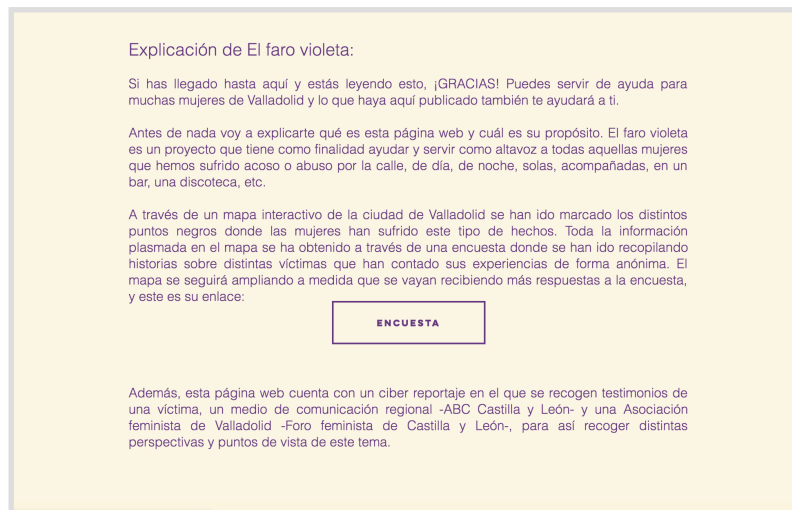 Explicación de El faro violeta:
Si has llegado hasta aquí y estás leyendo esto, ¡GRACIAS! Puedes servir de ayuda para
muchas mujeres de Valladolid y lo que haya aquí publicado también te ayudará a ti.
Antes de nada voy a explicarte qué es esta página web y cuál es su propósito. El faro violeta
es un proyecto que tiene como finalidad ayudar y servir como altavoz a todas aquellas mujeres
que hemos sufrido acoso o abuso por la calle, de día, de noche, solas, acompañadas, en un
bar, una discoteca, etc.
A través de un mapa interactivo de la ciudad de Valladolid se han ido marcado los distintos
puntos negros donde las mujeres han sufrido este tipo de hechos. Toda la información
plasmada en el mapa se ha obtenido a través de una encuesta donde se han ido recopilando
historias sobre distintas víctimas que han contado sus experiencias de forma anónima. El
mapa se seguirá ampliando a medida que se vayan recibiendo más respuestas a la encuesta,
y este es su enlace:
ENCUESTA
Además, esta página web cuenta con un ciber reportaje en el que se recogen testimonios de
una víctima, un medio de comunicación regional -ABC Castilla y León- y una Asociación
feminista de Valladolid -Foro feminista de Castilla y León-, para así recoger distintas
perspectivas y puntos de vista de este tema.